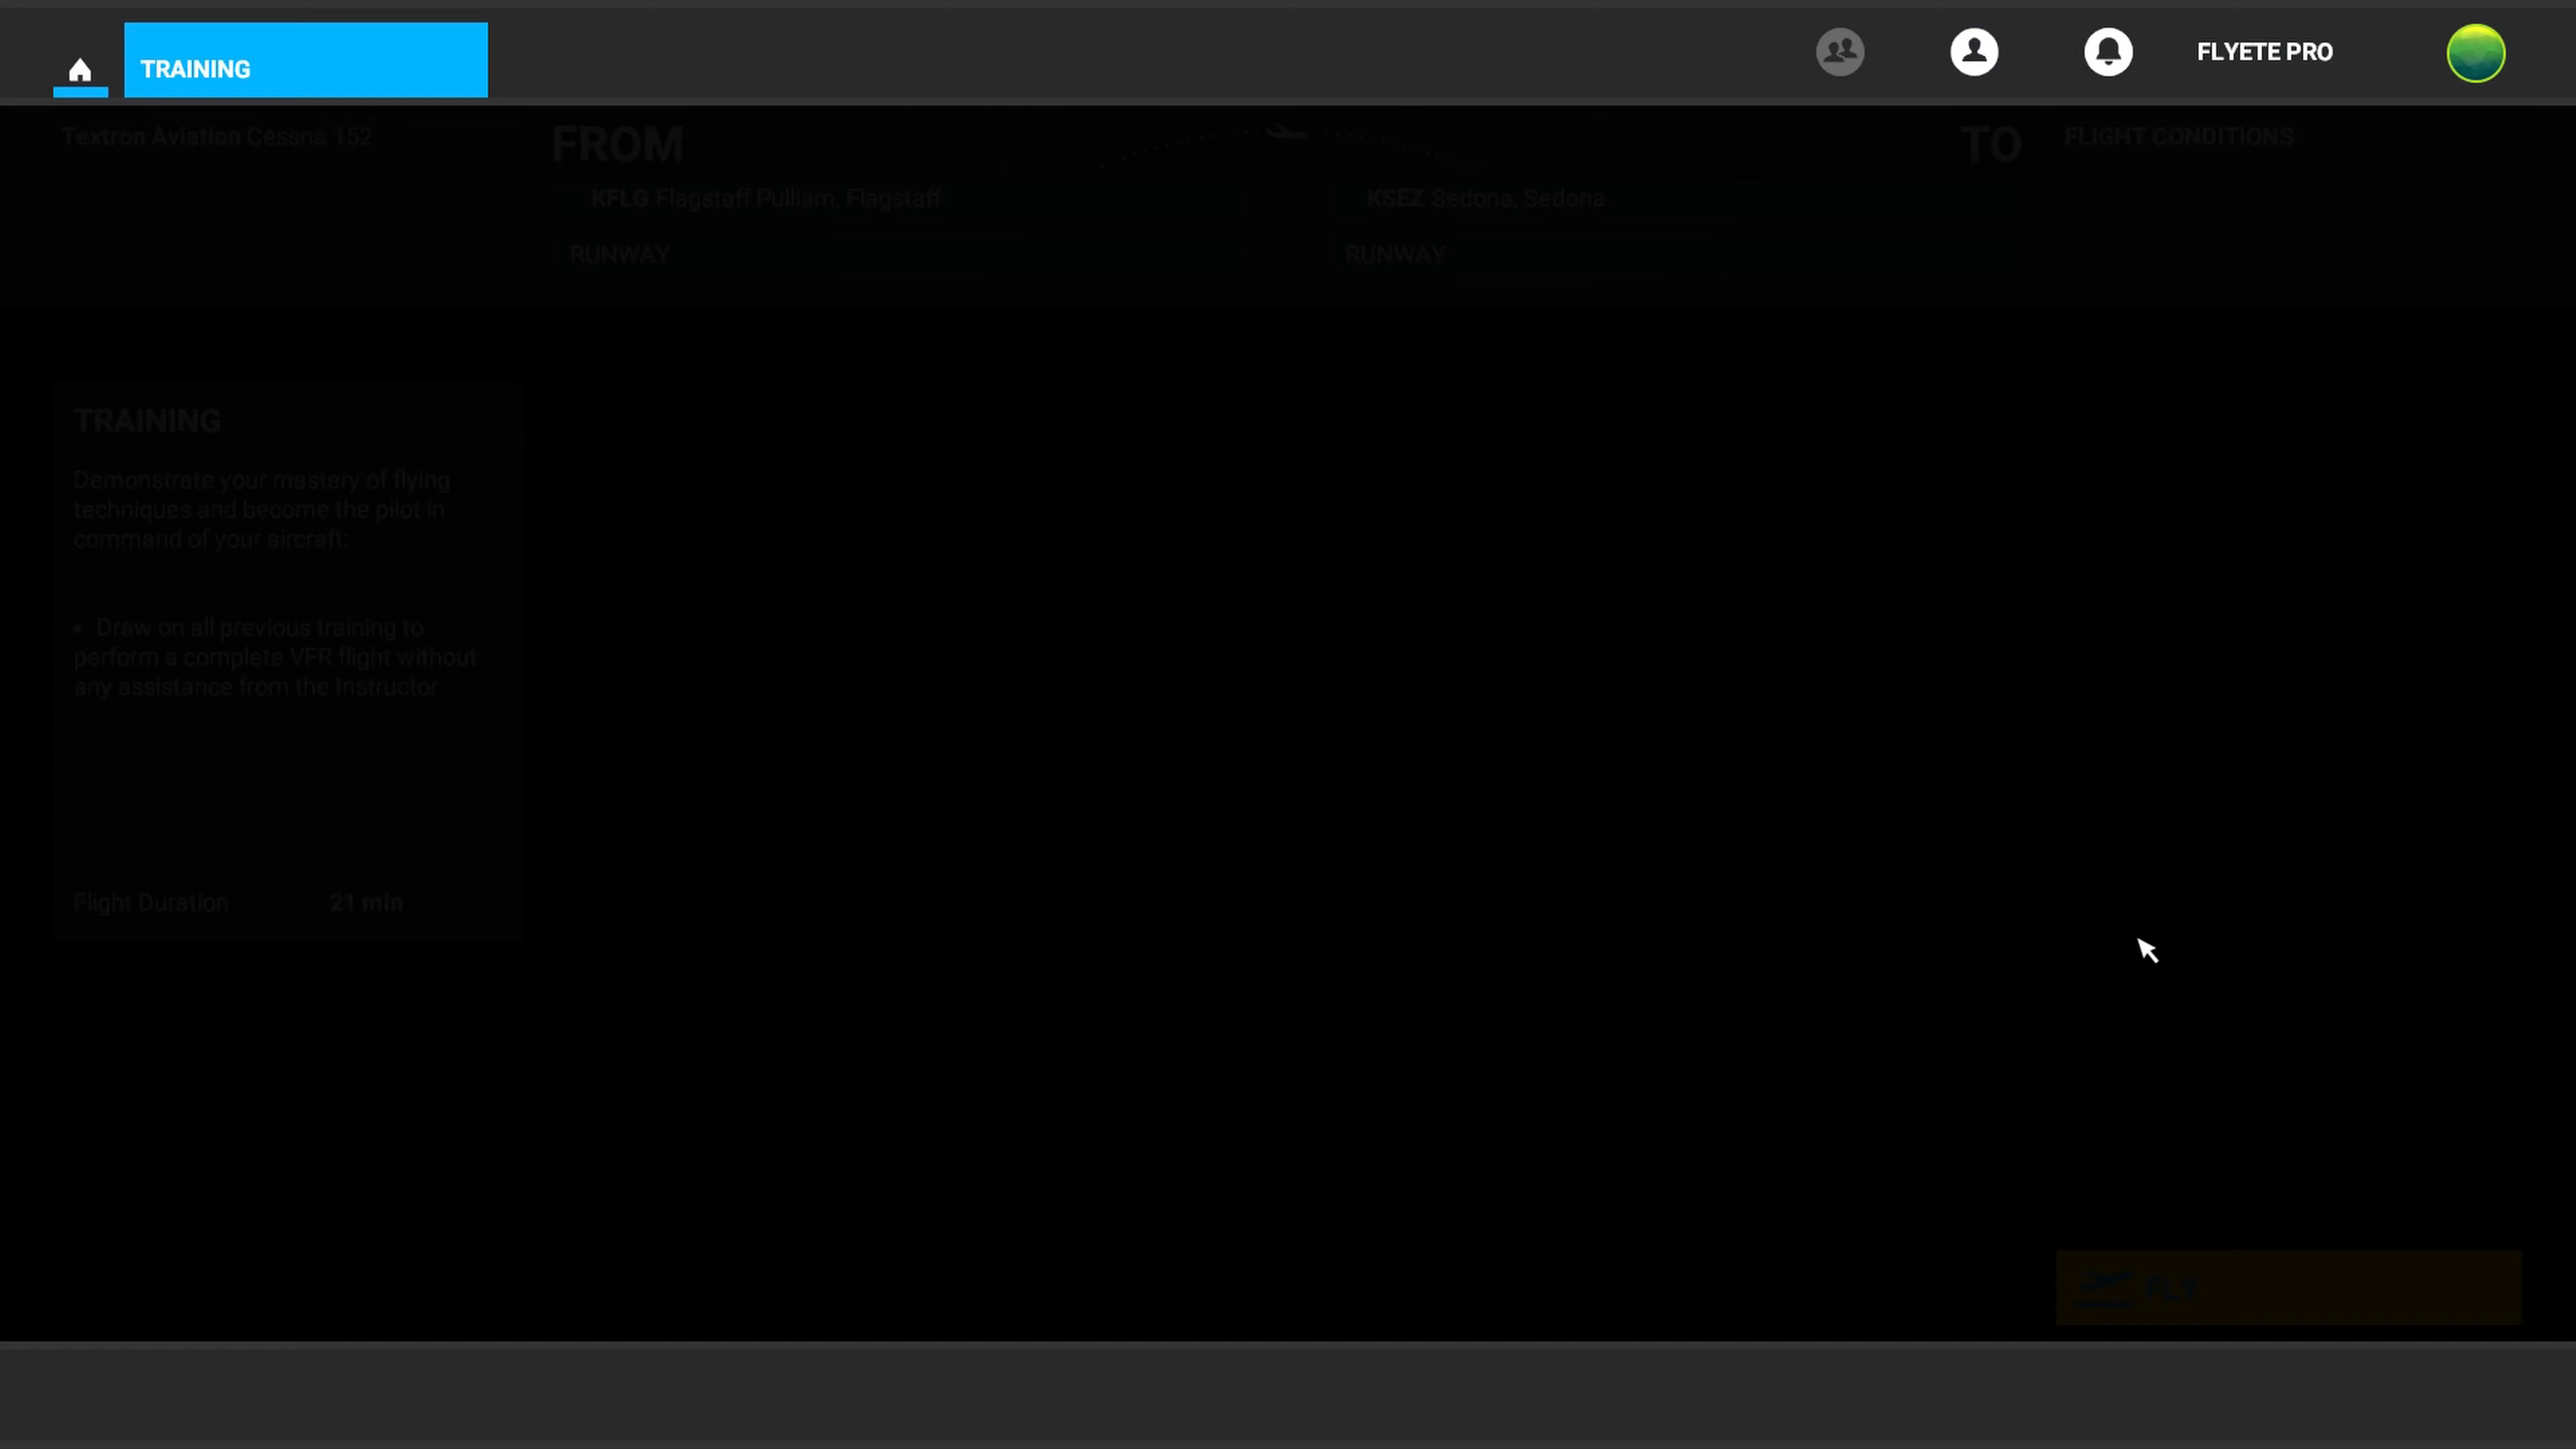 TRAINING
FLYETE PRO
Textron Aviation Cessna 152
FROM
TO
FLIGHT CONDITIONS
KFLG Flagstaff Pulliam, Flagstaff
KSEZ Sedona, Sedona
RUNWAY
RUNWAY
TRAINING
Demonstrate your mastery of flying
techniques and become the pilot in
command of your aircraft:
• Draw on all previous training to
perform a complete VFR flight without
any assistance from the Instructor
Flight Duration 21 min
FLY